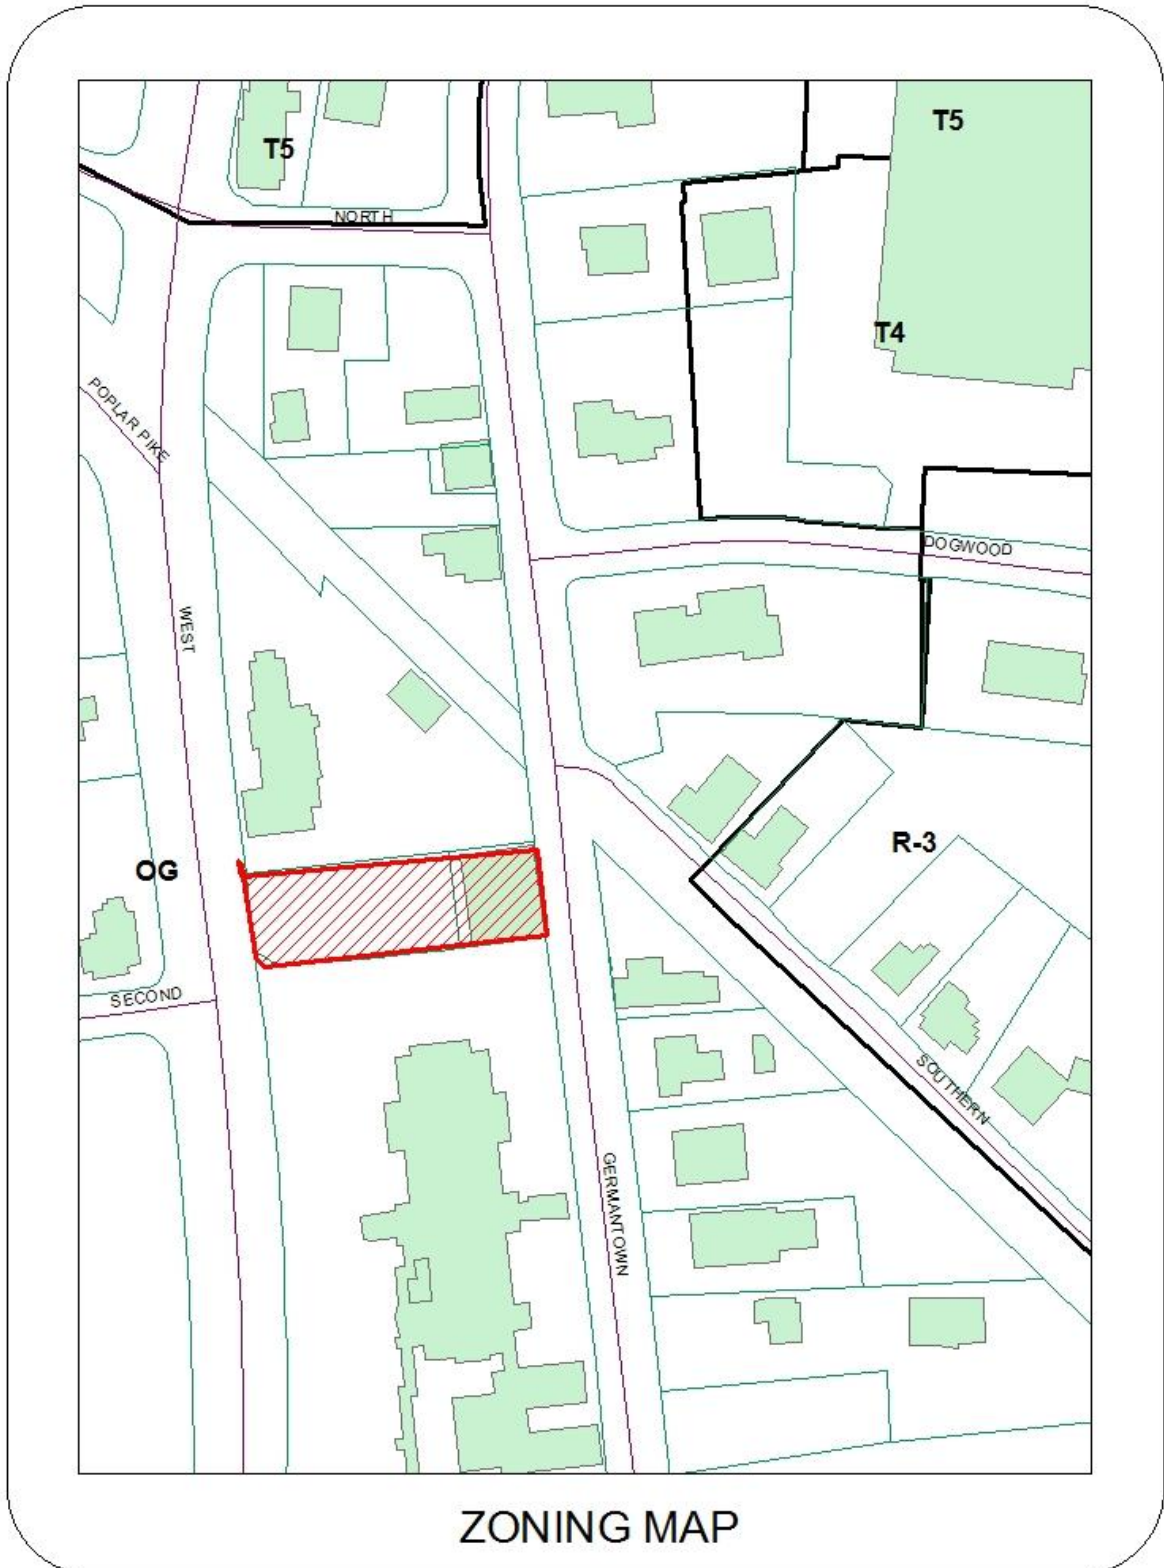 T5
T5
NORTH
T4
POPLAR PIKE
DOGWOOD
WEST
R-3
OG
SECOND
SOUTHERN
GERMANTOWN
ZONING MAP